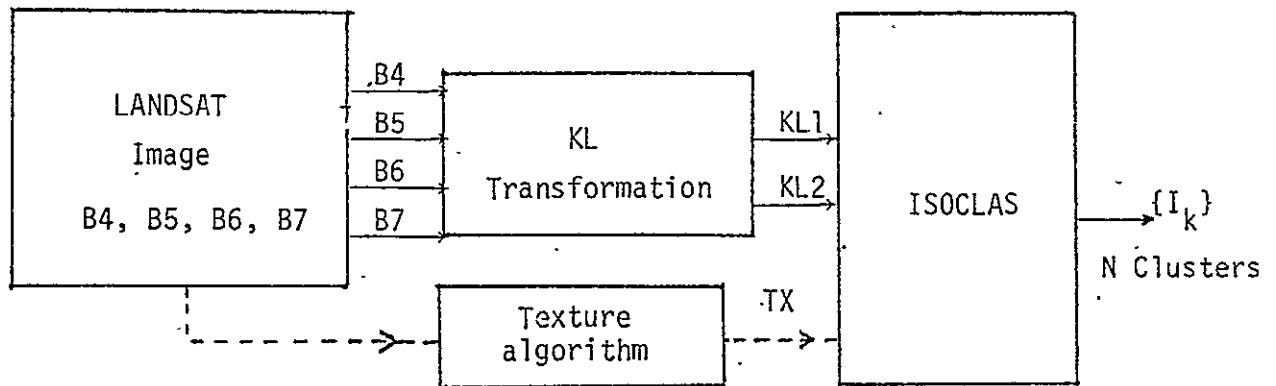 LANDSAT
Image
B4, B5, B6, B7
B4
B5
B6
B7
KL
Transformation
KL1
KL2
ISOCLAS
{I_k}
N Clusters
Texture
algorithm
TX